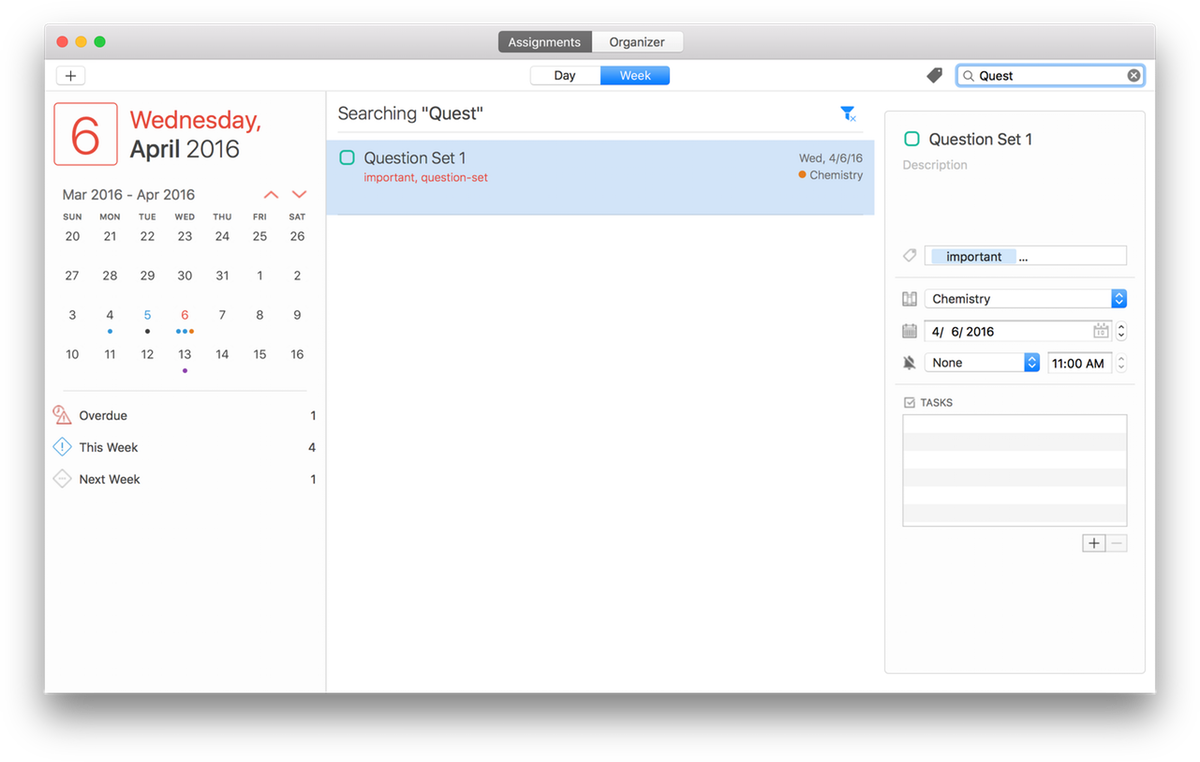 Assignments Organizer
Day Week
Quest
6
Wednesday,
April 2016
Mar 2016 - Apr 2016
SUN MON TUE WED THU FRI SAT
20 21 22 23 24 25 26
27 28 29 30 31 1 2
3 4 5 6 7 8 9
10 11 12 13 14 15 16
Overdue 1
This Week 4
Next Week 1
Searching "Quest"
Question Set 1 Wed, 4/6/16
important, question-set Chemistry
Question Set 1
Description
important ...
Chemistry
4/ 6/ 2016
None 11:00 AM
TASKS